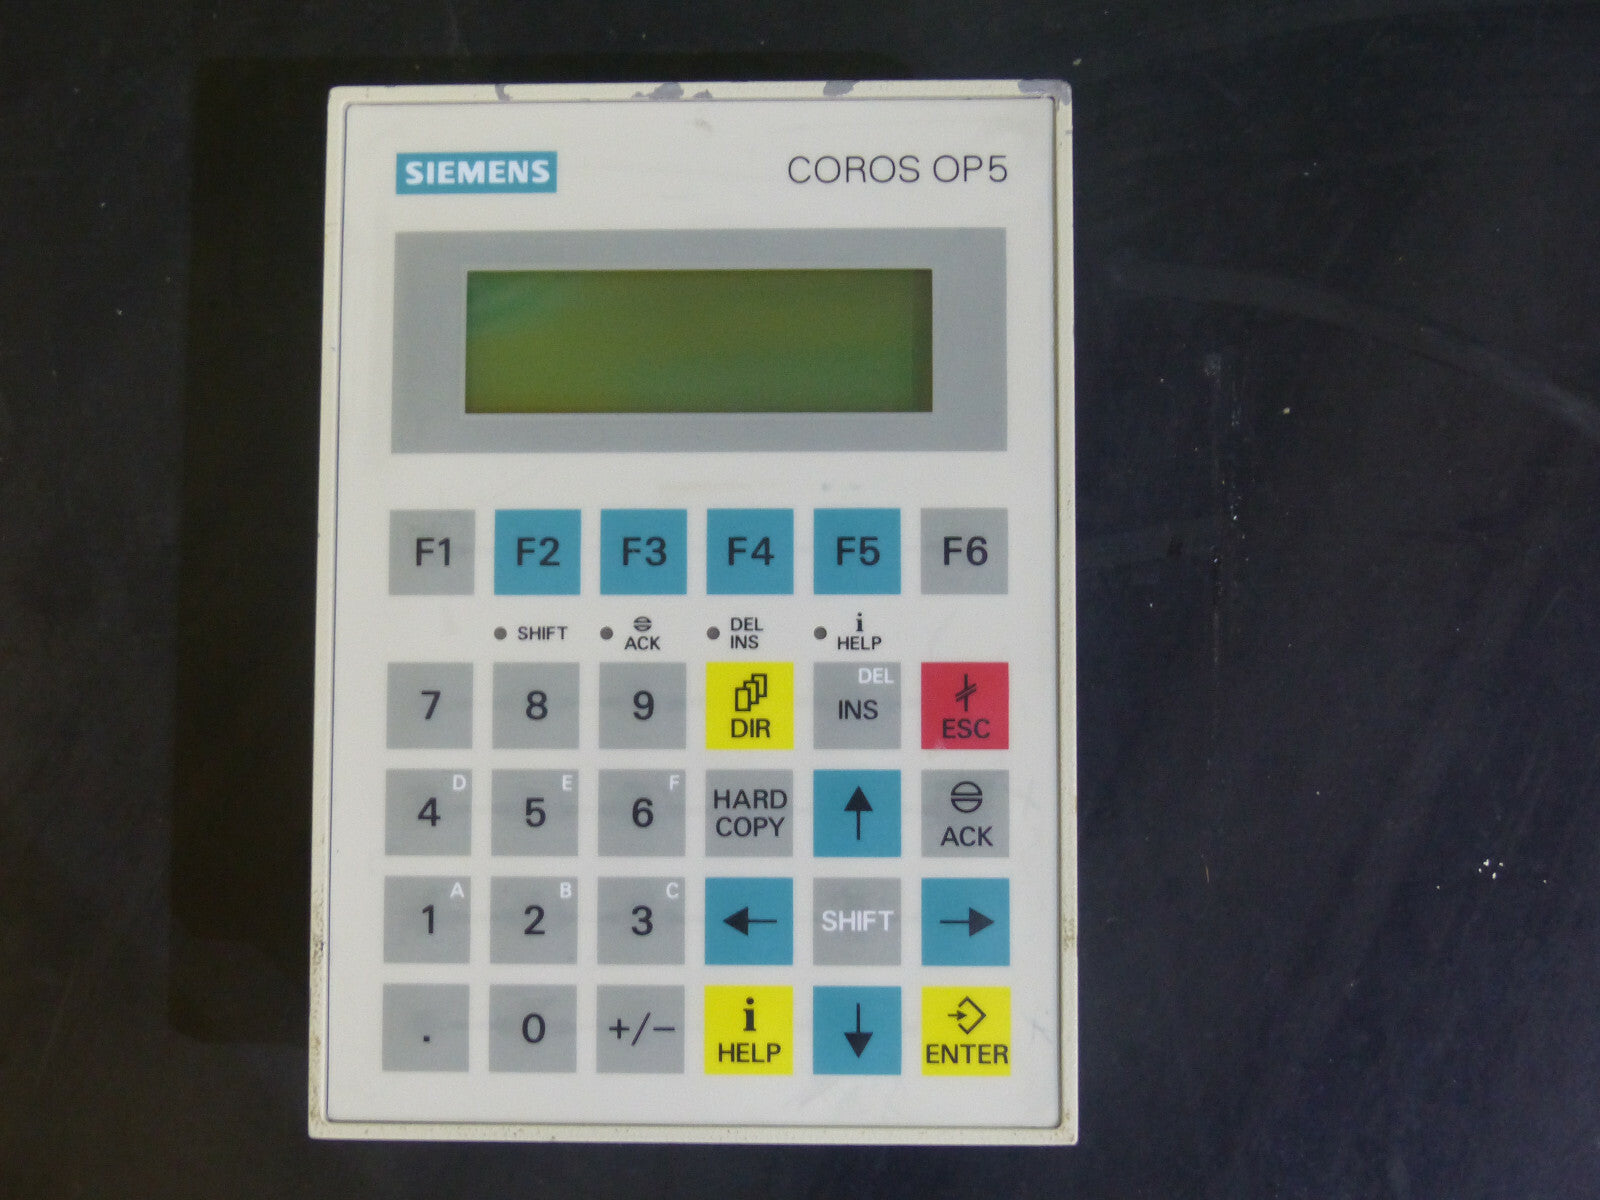 SIEMENS
COROS OP5
F1 F2 F3 F4 F5 F6
SHIFT ACK DEL INS i HELP
7 8 9 DIR DEL INS ESC
4 D 5 E 6 F HARD COPY ACK
1 A 2 B 3 C SHIFT
. 0 +/− i HELP ENTER